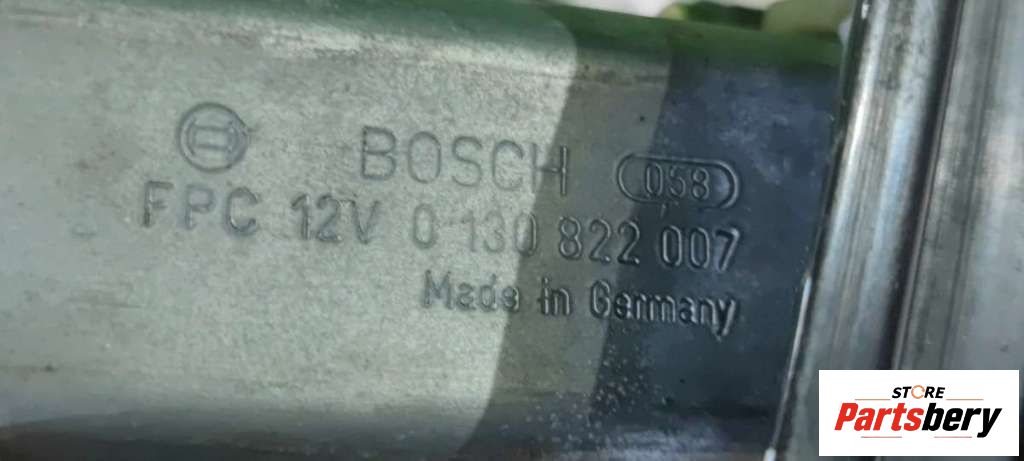 BOSCH 058
FPC 12V 0 130 822 007
Made in Germany
STORE
Partsbery